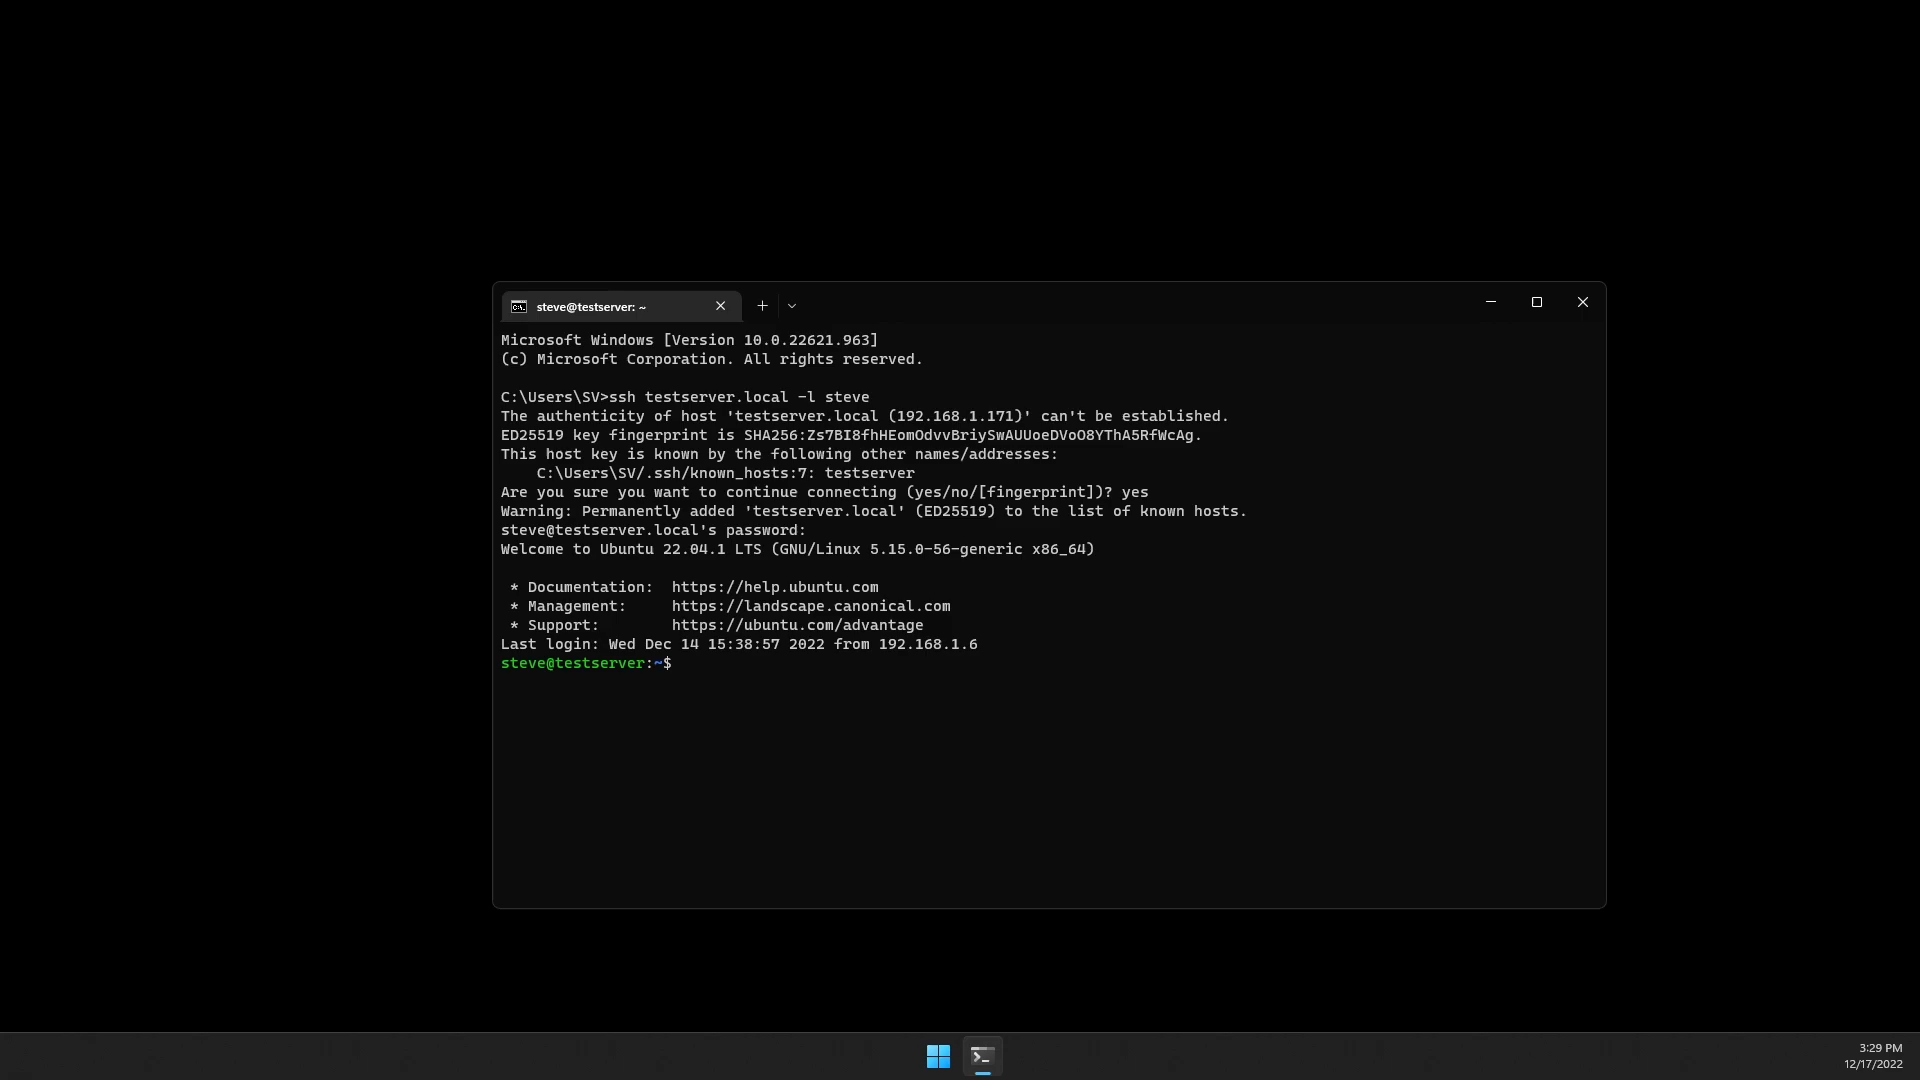 steve@testserver: ~
Microsoft Windows [Version 10.0.22621.963]
(c) Microsoft Corporation. All rights reserved.
C:\Users\SV>ssh testserver.local -l steve
The authenticity of host 'testserver.local (192.168.1.171)' can't be established.
ED25519 key fingerprint is SHA256:Zs7BI8fhHEomOdvvBriySwAUUoeDVoO8YThA5RfWcAg.
This host key is known by the following other names/addresses:
    C:\Users\SV/.ssh/known_hosts:7: testserver
Are you sure you want to continue connecting (yes/no/[fingerprint])? yes
Warning: Permanently added 'testserver.local' (ED25519) to the list of known hosts.
steve@testserver.local's password:
Welcome to Ubuntu 22.04.1 LTS (GNU/Linux 5.15.0-56-generic x86_64)
 * Documentation:  https://help.ubuntu.com
 * Management:     https://landscape.canonical.com
 * Support:        https://ubuntu.com/advantage
Last login: Wed Dec 14 15:38:57 2022 from 192.168.1.6
steve@testserver:~$
3:29 PM
12/17/2022